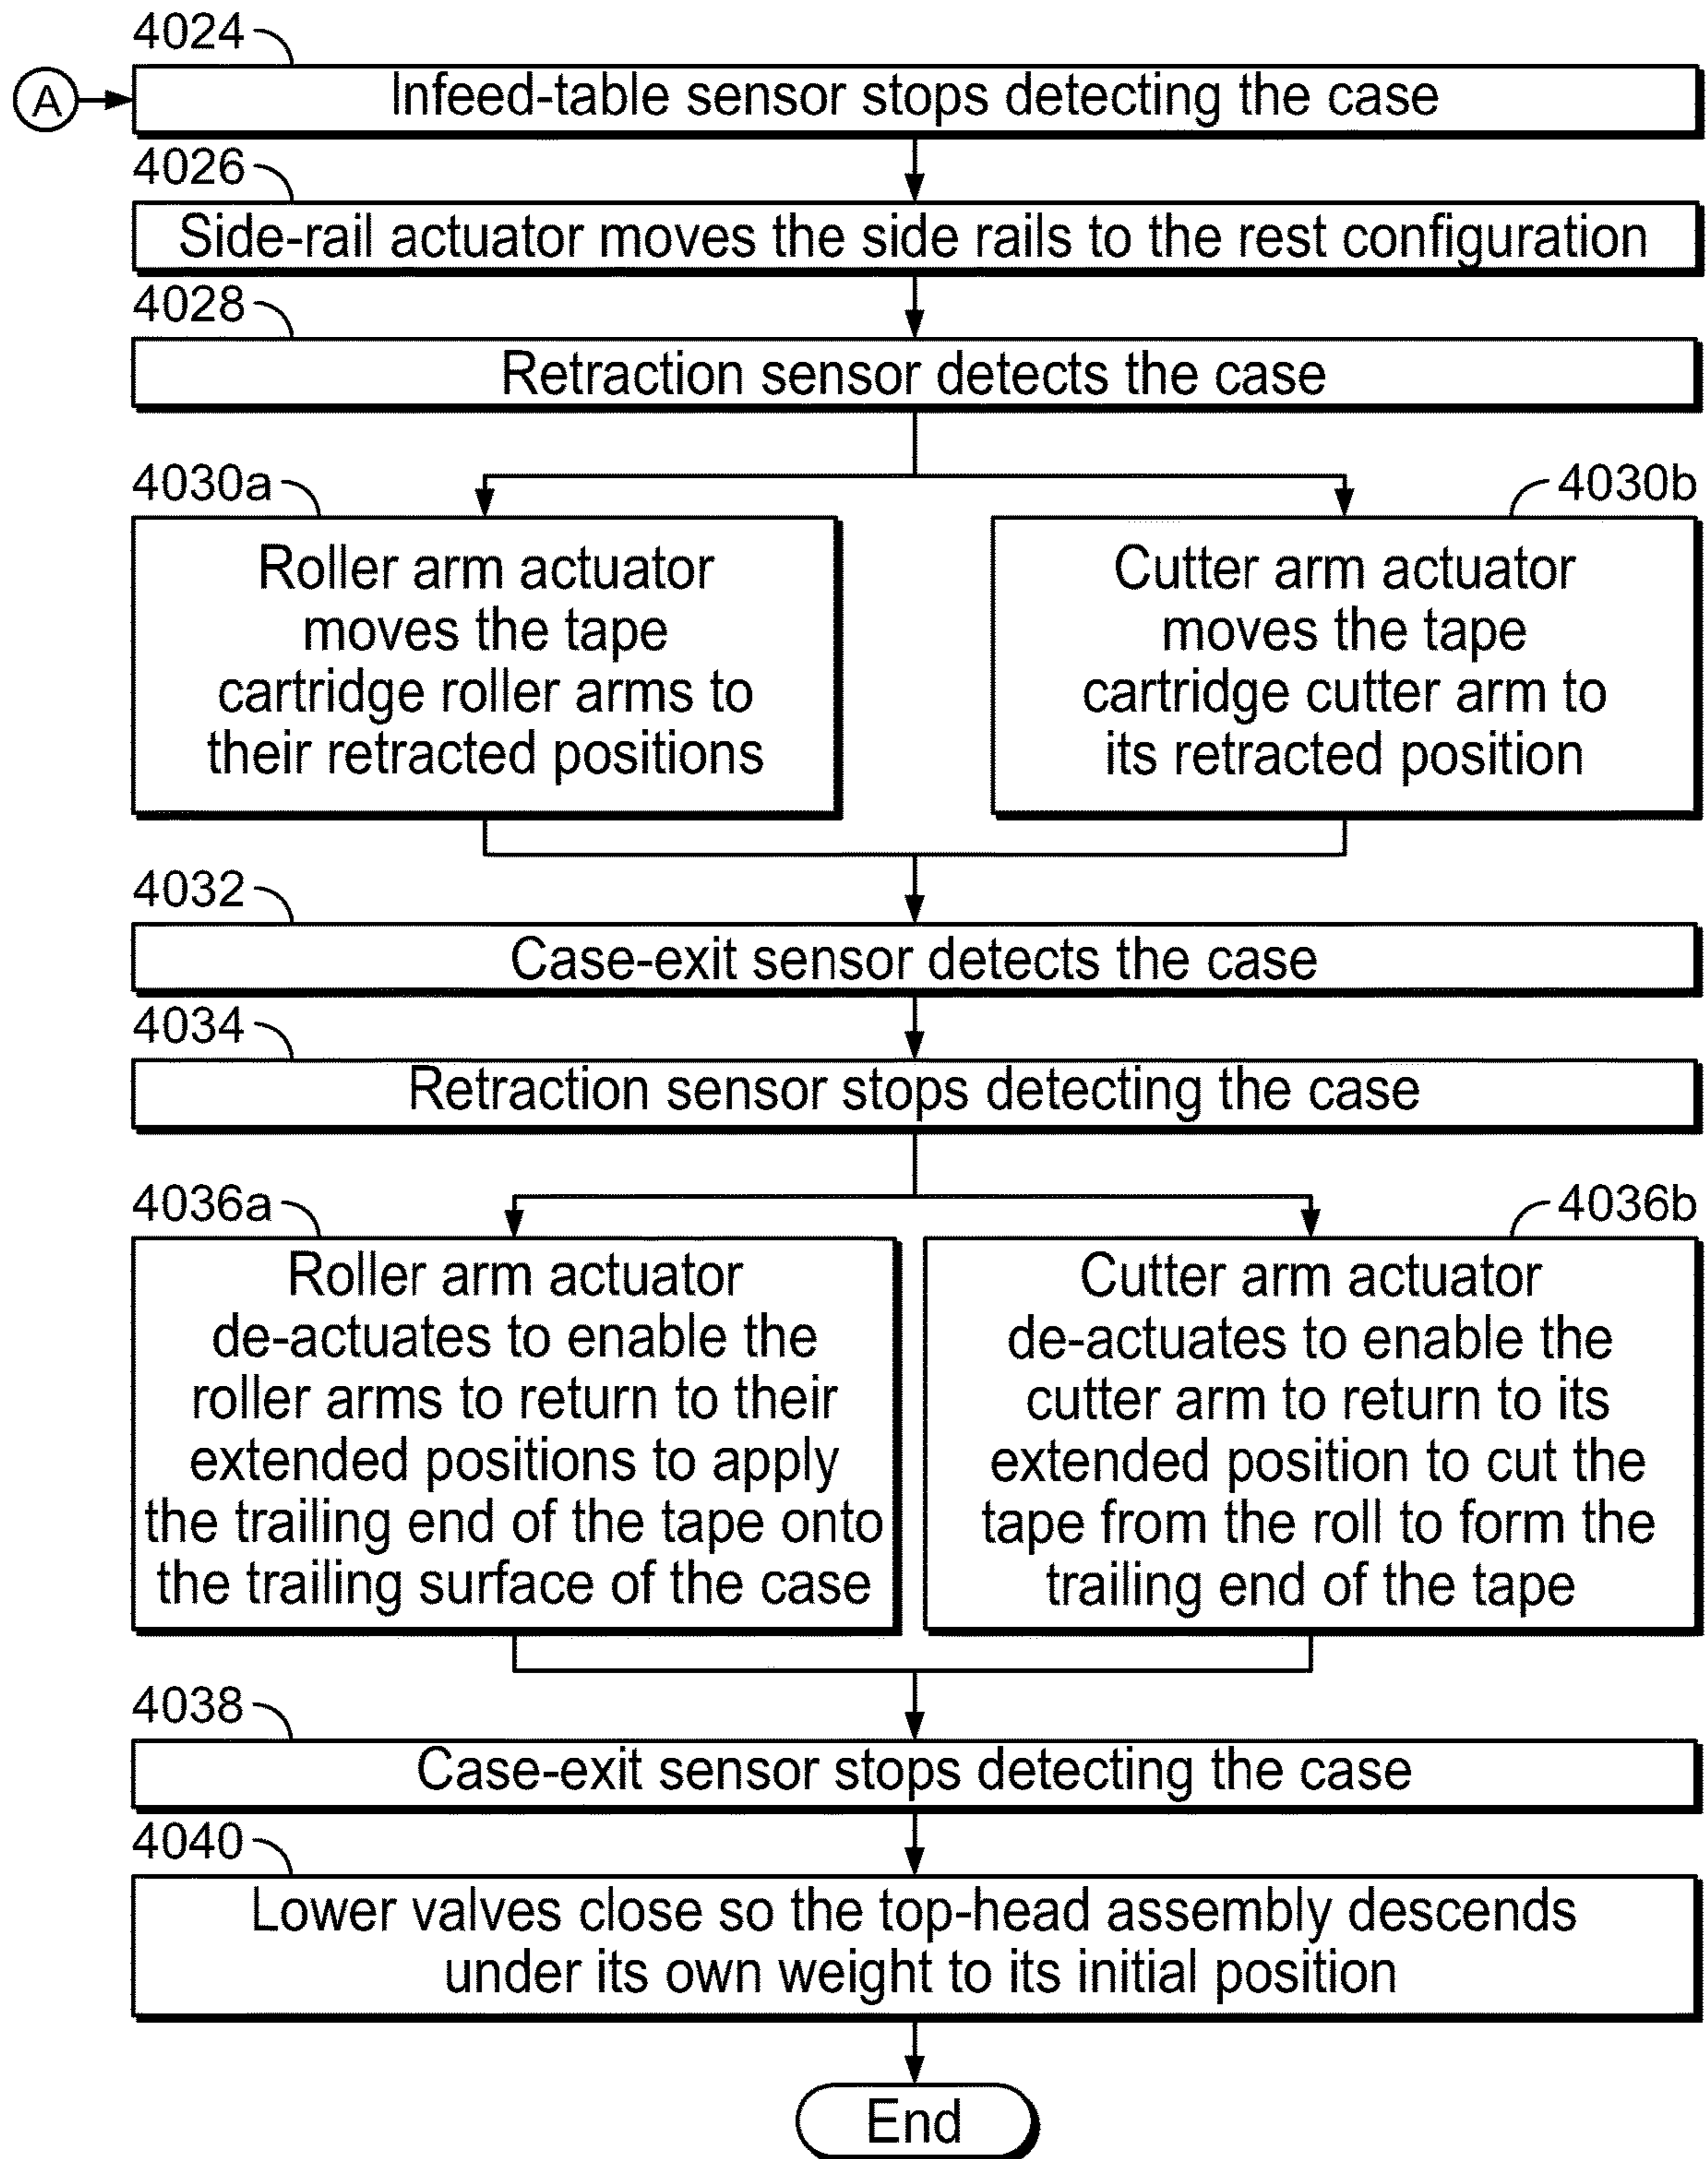 4024
A
Infeed-table sensor stops detecting the case
4026
Side-rail actuator moves the side rails to the rest configuration
4028
Retraction sensor detects the case
4030a
Roller arm actuator
moves the tape
cartridge roller arms to
their retracted positions
4030b
Cutter arm actuator
moves the tape
cartridge cutter arm to
its retracted position
4032
Case-exit sensor detects the case
4034
Retraction sensor stops detecting the case
4036a
Roller arm actuator
de-actuates to enable the
roller arms to return to their
extended positions to apply
the trailing end of the tape onto
the trailing surface of the case
4036b
Cutter arm actuator
de-actuates to enable the
cutter arm to return to its
extended position to cut the
tape from the roll to form the
trailing end of the tape
4038
Case-exit sensor stops detecting the case
4040
Lower valves close so the top-head assembly descends
under its own weight to its initial position
End